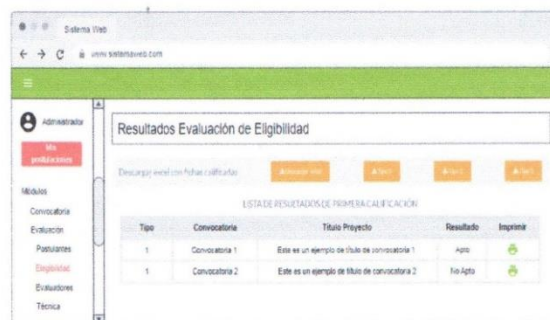 Sistema Web
www.sistemaweb.com
Administrador
Mis postulaciones
Módulos
Convocatoria
Evaluación
Postulantes
Elegibilidad
Evaluadores
Técnica
Resultados Evaluación de Eligibilidad
Descargar excel con fichas calificadas
LISTA DE RESULTADOS DE PRIMERA CALIFICACIÓN
Tipo Convocatoria Título Proyecto Resultado Imprimir
1 Convocatoria 1 Este es un ejemplo de título de convocatoria 1 Apto
1 Convocatoria 2 Este es un ejemplo de título de convocatoria 2 No Apto